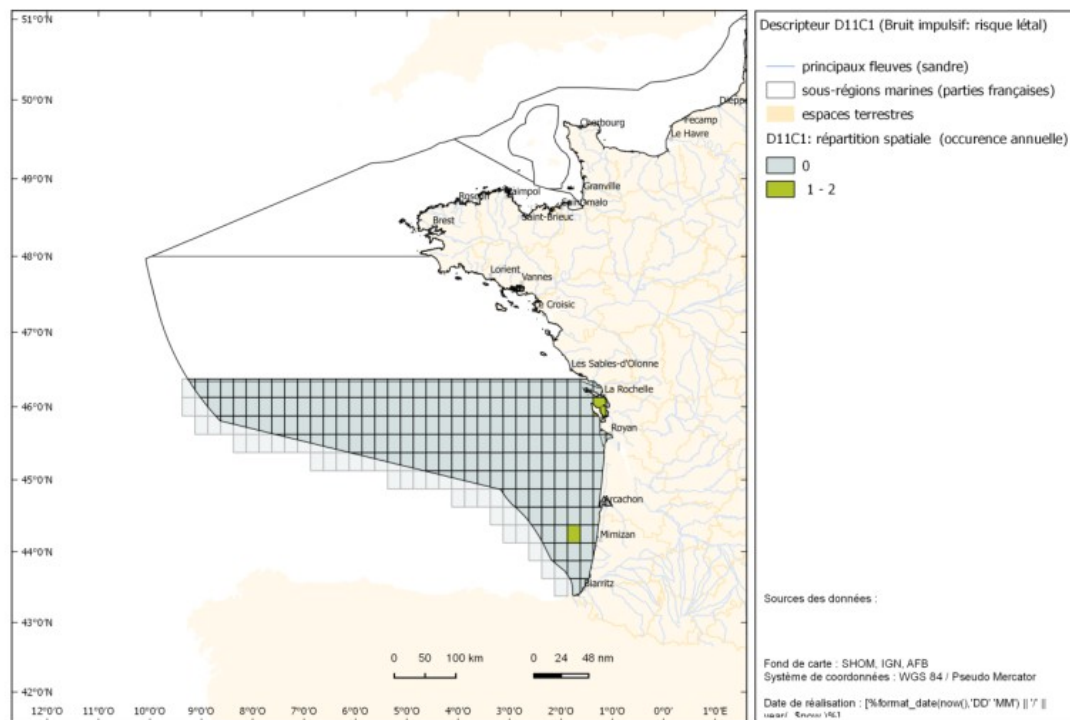 51°0'N
50°0'N
49°0'N
48°0'N
47°0'N
46°0'N
45°0'N
44°0'N
43°0'N
42°0'N
12°0'O 11°0'O 10°0'O 9°0'O 8°0'O 7°0'O 6°0'O 5°0'O 4°0'O 3°0'O 2°0'O 1°0'O 0°0' 1°0'E
Dieppe
Cherbourg
Fecamp
Le Havre
Granville
Roscoff
Paimpol
Saint-Malo
Saint-Brieuc
Brest
Lorient
Vannes
Le Croisic
Les Sables-d'Olonne
La Rochelle
Royan
Arcachon
Mimizan
Biarritz
0 50 100 km
0 24 48 nm
Descripteur D11C1 (Bruit impulsif: risque létal)
principaux fleuves (sandre)
sous-régions marines (parties françaises)
espaces terrestres
D11C1: répartition spatiale (occurence annuelle)
0
1 - 2
Sources des données :
Fond de carte : SHOM, IGN, AFB
Système de coordonnées : WGS 84 / Pseudo Mercator
Date de réalisation : [%format_date(now(),'DD' 'MM') || '/' ||
year( $now )%]